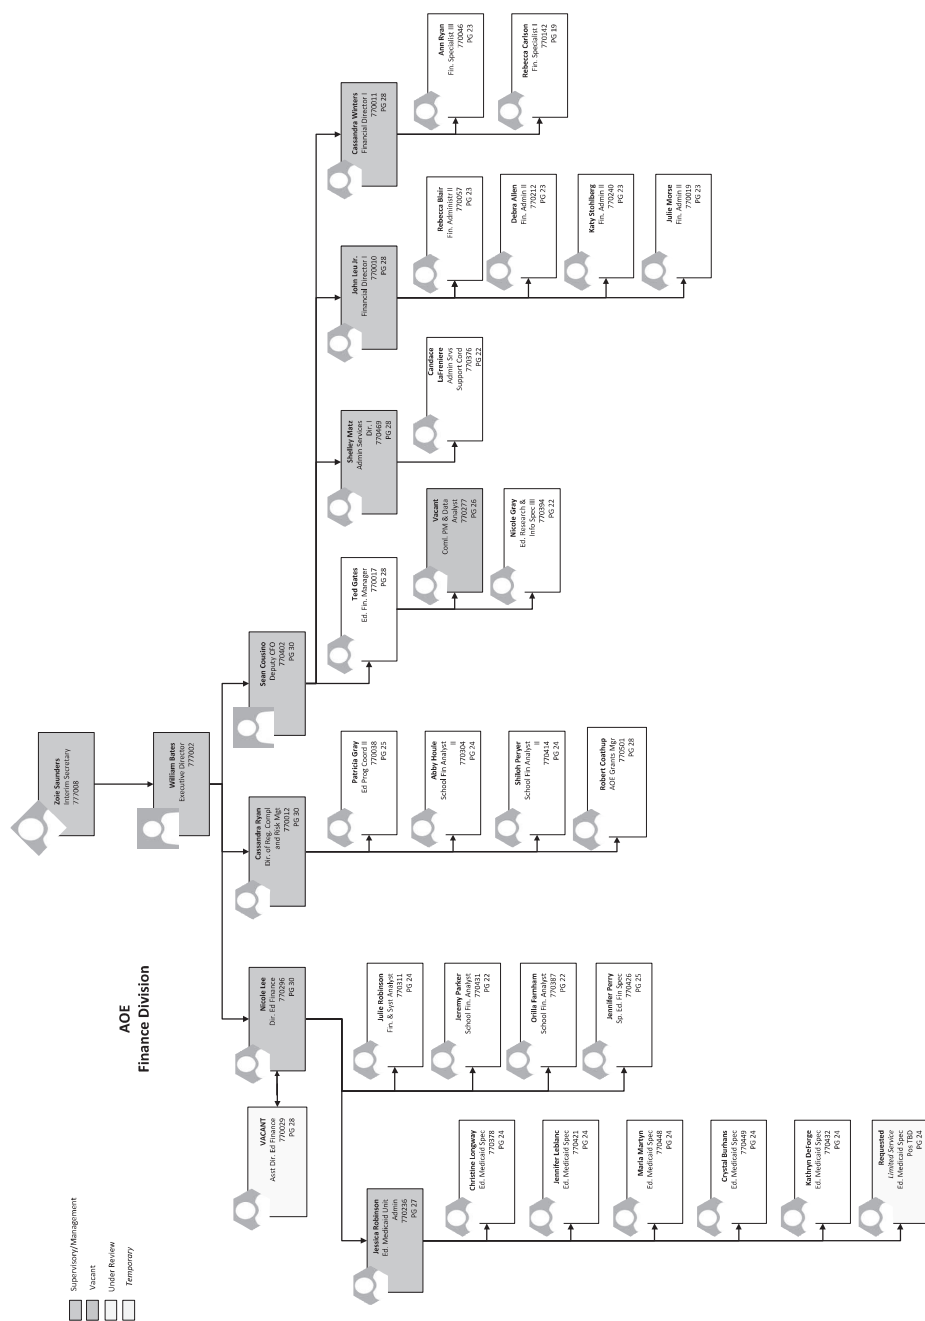 AOE
Finance Division
Supervisory/Management
Vacant
Under Review
Temporary
Zoie Saunders
Interim Secretary
777008
William Bates
Executive Director
777002
Nicole Lee
Dir. Ed Finance
770296
PG 30
Cassandra Ryan
Dir. of Reg. Compl
and Risk Mgt
770012
PG 30
Sean Cousino
Deputy CFO
770402
PG 30
VACANT
Asst Dir. Ed Finance
770029
PG 28
Jessica Robinson
Ed. Medicaid Unit
Admin
770236
PG 27
Christine Longway
Ed. Medicaid Spec
770378
PG 24
Jennifer Leblanc
Ed. Medicaid Spec
770421
PG 24
Marla Martyn
Ed. Medicaid Spec
770448
PG 24
Crystal Burhans
Ed. Medicaid Spec
770449
PG 24
Kathryn DeForge
Ed. Medicaid Spec
770432
PG 24
Requested
Limited Service
Ed. Medicaid Spec
Pos TBD
PG 24
Julie Robinson
Fin. & Syst Analyst
770311
PG 24
Jeremy Parker
School Fin. Analyst
770431
PG 22
Orilla Farnham
School Fin. Analyst
770387
PG 22
Jennifer Perry
Sp. Ed. Fin Spec
770426
PG 25
Patricia Gray
Ed Prog Coord II
770038
PG 25
Abby Houle
School Fin Analyst
II
770304
PG 24
Shiloh Peryer
School Fin Analyst
II
770414
PG 24
Robert Coathup
AOE Grants Mgr
770501
PG 28
Ted Gates
Ed. Fin. Manager
770017
PG 28
Vacant
Coml. PM & Data
Analyst
770277
PG 26
Nicole Gray
Ed. Research &
Info Spec III
770394
PG 22
Shelley Matz
Admin Services
Dir. I
770469
PG 28
Candace
LaFreniere
Admin Srvs
Support Cord
770376
PG 22
John Leu Jr.
Financial Director I
770010
PG 28
Rebecca Blair
Fin. Administr II
770057
PG 23
Debra Allen
Fin. Admin II
770212
PG 23
Katy Stohlberg
Fin. Admin II
770240
PG 23
Julie Morse
Fin. Admin II
770019
PG 23
Cassandra Winters
Financial Director I
770011
PG 28
Ann Ryan
Fin. Specialist III
770046
PG 23
Rebecca Carlson
Fin. Specialist I
770142
PG 19